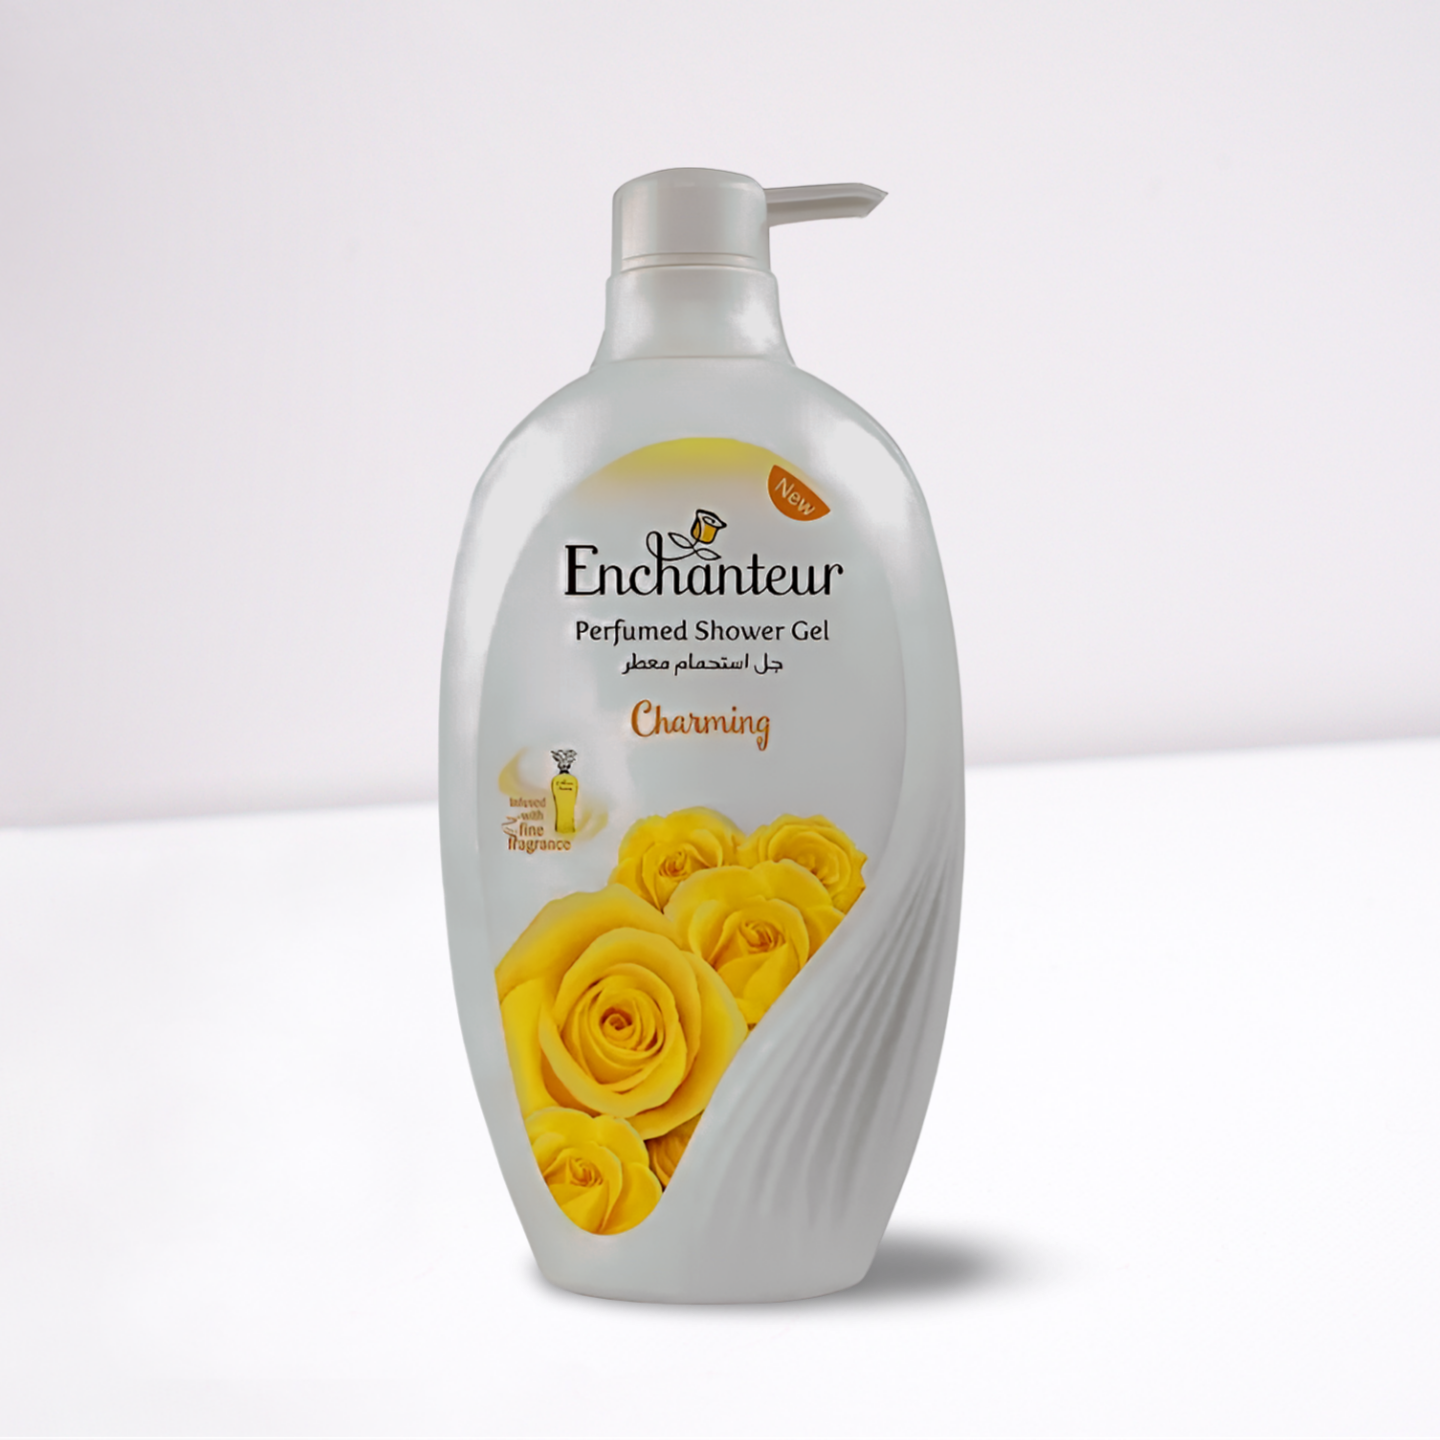 New
Enchanteur
Perfumed Shower Gel
جل استحمام معطر
Charming
Infused
with
fine
fragrance